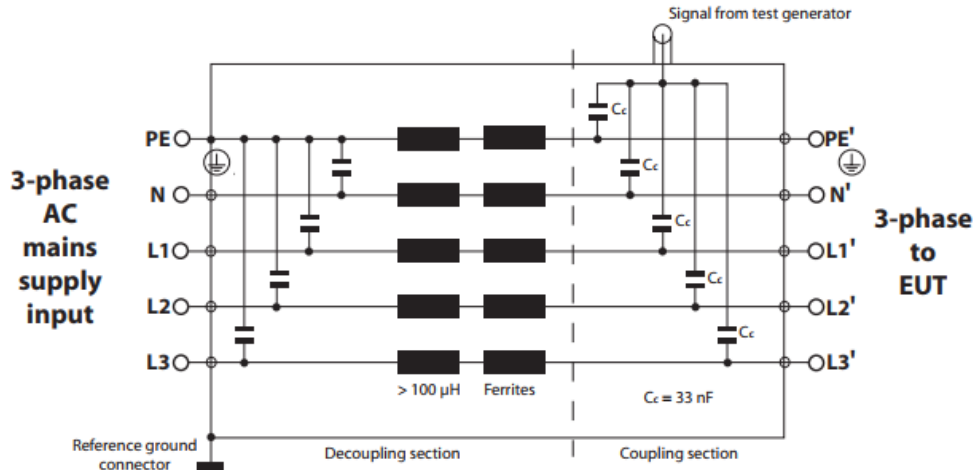 Signal from test generator
Cc
PE
PE'
Cc
3-phase
AC
mains
supply
input
N
N'
3-phase
to
EUT
Cc
L1
L1'
Cc
L2
L2'
Cc
L3
L3'
> 100 µH
Ferrites
Cc = 33 nF
Reference ground
connector
Decoupling section
Coupling section